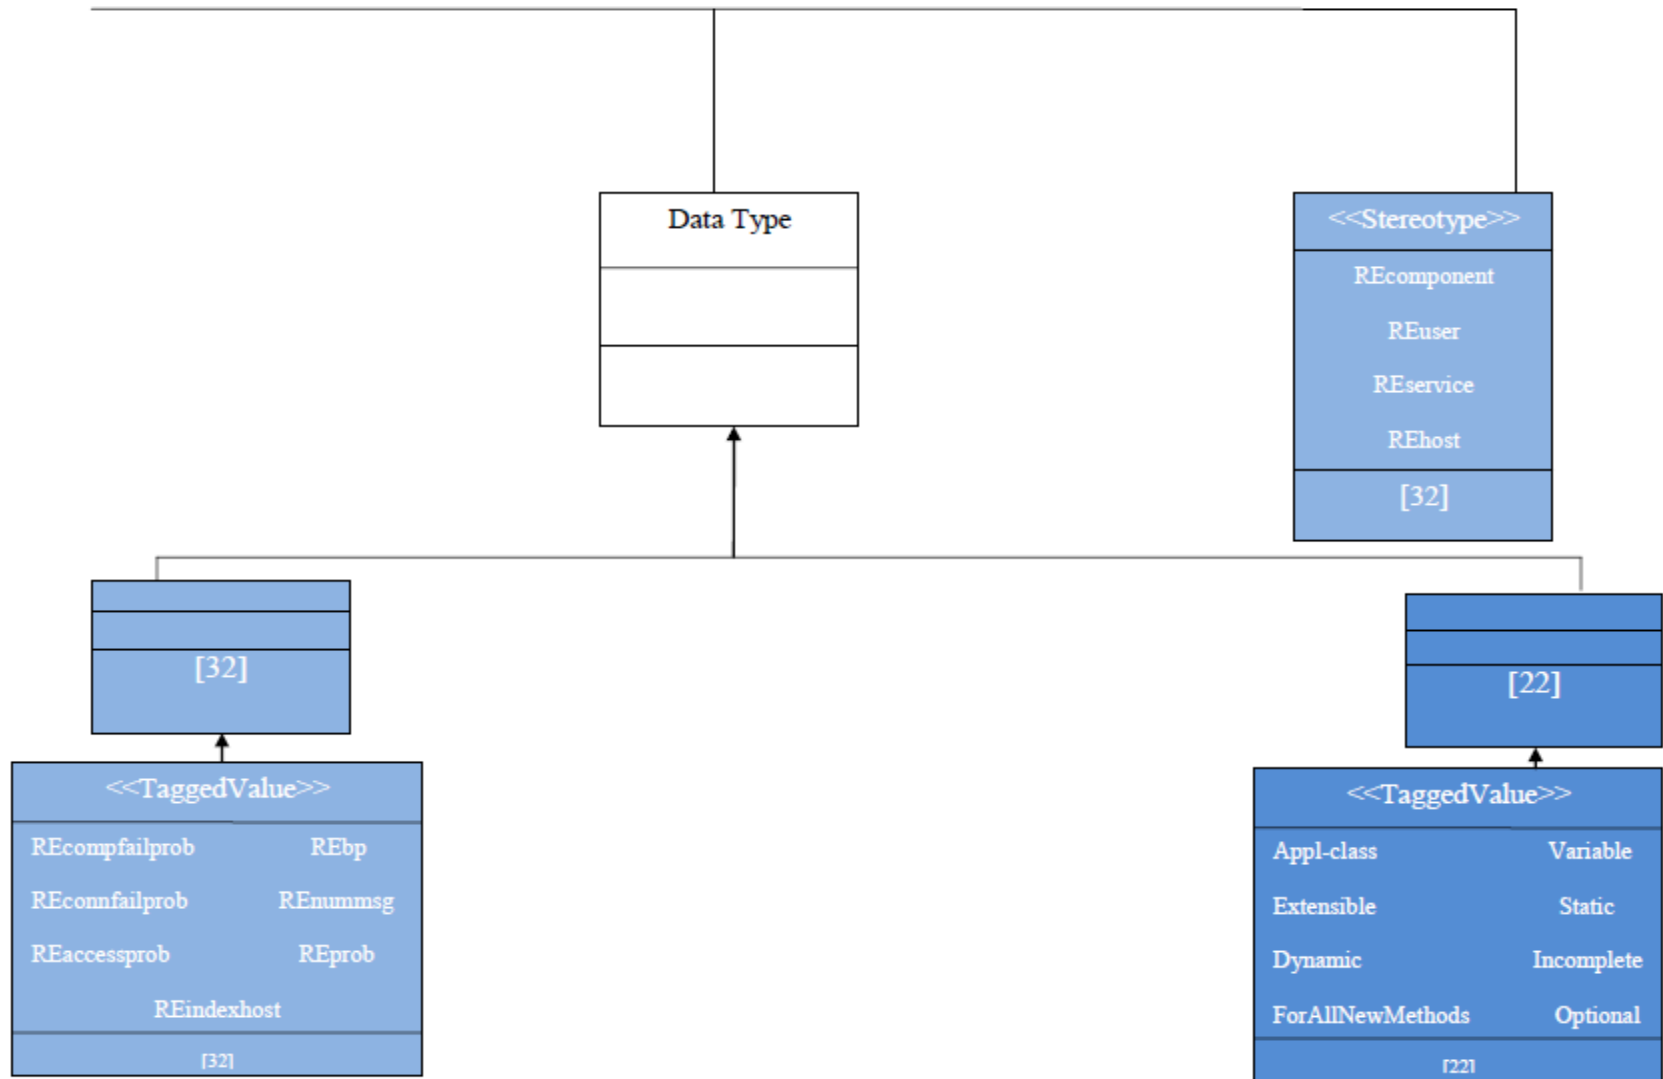 Data Type
<<Stereotype>>
REcomponent
REuser
REservice
REhost
[32]
[32]
[22]
<<TaggedValue>>
REcompfailprob REbp
REconnfailprob REnummsg
REaccessprob REprob
REindexhost
[32]
<<TaggedValue>>
Appl-class Variable
Extensible Static
Dynamic Incomplete
ForAllNewMethods Optional
[22]